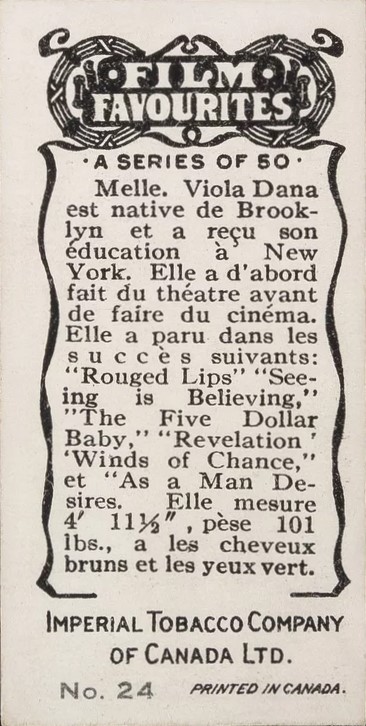 FILM
FAVOURITES
·A SERIES OF 50·
Melle. Viola Dana
est native de Brook-
lyn et a reçu son
éducation à New
York. Elle a d'abord
fait du théatre avant
de faire du cinéma.
Elle a paru dans les
succès suivants:
"Rouged Lips" "See-
ing is Believing,"
"The Five Dollar
Baby," "Revelation '
'Winds of Chance,"
et "As a Man De-
sires. Elle mesure
4' 11½", pèse 101
lbs., a les cheveux
bruns et les yeux vert.
IMPERIAL TOBACCO COMPANY
OF CANADA LTD.
No. 24 PRINTED IN CANADA.